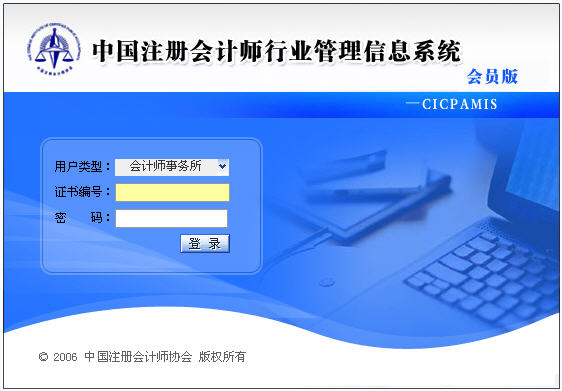 中国注册会计师行业管理信息系统
会员版
—CICPAMIS
用户类型： 会计师事务所
证书编号：
密 码：
登 录
© 2006 中国注册会计师协会 版权所有